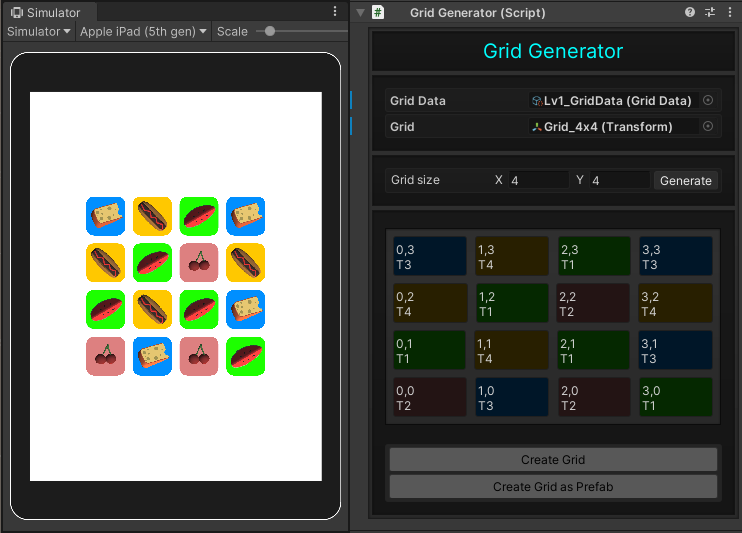 Simulator
Simulator Apple iPad (5th gen) Scale
Grid Generator (Script)
Grid Generator
Grid Data Lv1_GridData (Grid Data)
Grid Grid_4x4 (Transform)
Grid size X 4 Y 4 Generate
0,3 1,3 2,3 3,3
T3 T4 T1 T3
0,2 1,2 2,2 3,2
T4 T1 T2 T4
0,1 1,1 2,1 3,1
T1 T4 T1 T3
0,0 1,0 2,0 3,0
T2 T3 T2 T1
Create Grid
Create Grid as Prefab